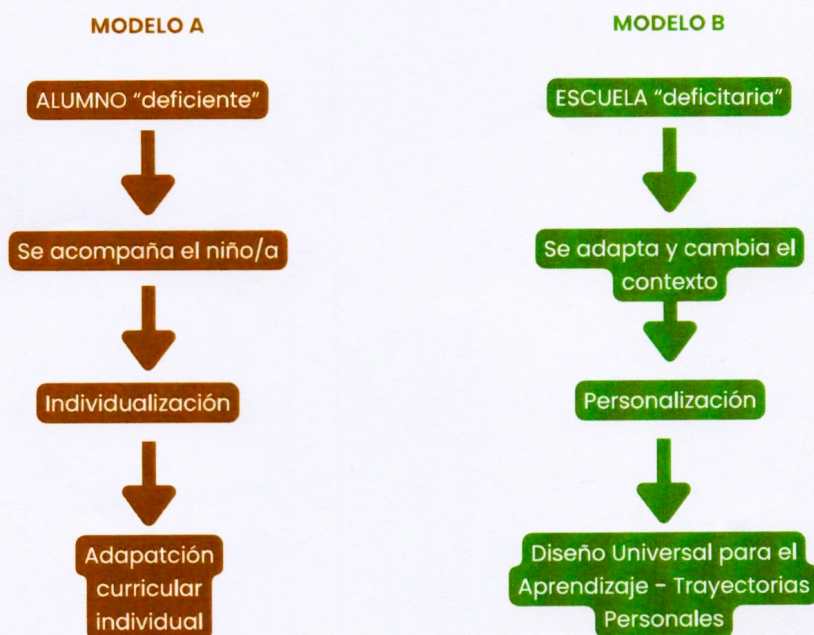 MODELO A
ALUMNO “deficiente”
Se acompaña el niño/a
Individualización
Adapatción
curricular
individual
MODELO B
ESCUELA “deficitaria”
Se adapta y cambia el
contexto
Personalización
Diseño Universal para el
Aprendizaje - Trayectorias
Personales